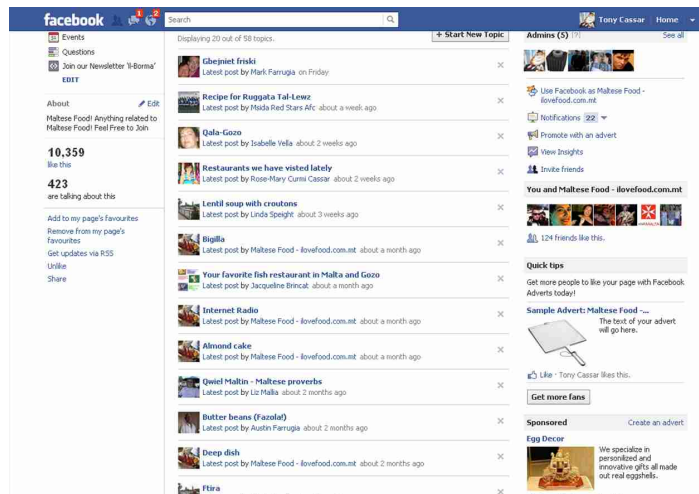 facebook
1
2
Search
Tony Cassar
Home
Events
Questions
Join our Newsletter 'il-Borma'
EDIT
About
Edit
Maltese Food! Anything related to
Maltese Food! Feel Free to Join
10,359
like this
423
are talking about this
Add to my page's favourites
Remove from my page's
favourites
Get updates via RSS
Unlike
Share
Displaying 20 out of 58 topics.
+ Start New Topic
Gbejniet friski
Latest post by Mark Farrugia on Friday
Recipe for Ruggata Tal-Lewz
Latest post by Msida Red Stars Afc about a week ago
Qala-Gozo
Latest post by Isabelle Vella about 2 weeks ago
Restaurants we have visted lately
Latest post by Rose-Mary Curmi Cassar about 2 weeks ago
Lentil soup with croutons
Latest post by Linda Speight about 3 weeks ago
Bigilla
Latest post by Maltese Food - ilovefood.com.mt about a month ago
Your favorite fish restaurant in Malta and Gozo
Latest post by Jacqueline Brincat about a month ago
Internet Radio
Latest post by Maltese Food - ilovefood.com.mt about a month ago
Almond cake
Latest post by Maltese Food - ilovefood.com.mt about a month ago
Qwiel Maltin - Maltese proverbs
Latest post by Liz Mallia about 2 months ago
Butter beans (Fazola!)
Latest post by Austin Farrugia about 2 months ago
Deep dish
Latest post by Maltese Food - ilovefood.com.mt about 2 months ago
Ftira
Admins (5) [?]
See all
Use Facebook as Maltese Food -
ilovefood.com.mt
Notifications 22
Promote with an advert
View Insights
Invite friends
You and Maltese Food - ilovefood.com.mt
124 friends like this.
Quick tips
Get more people to like your page with Facebook
Adverts today!
Sample Advert: Maltese Food -...
The text of your advert
will go here.
Like · Tony Cassar likes this.
Get more fans
Sponsored
Create an advert
Egg Decor
We specialize in
personilized and
innovative gifts all made
out real eggshells.